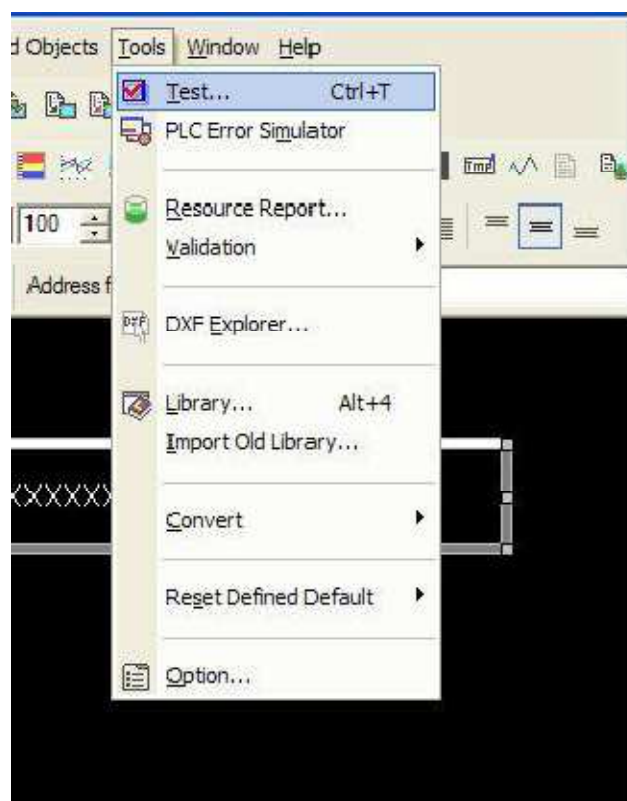 d Objects Tools Window Help
Test... Ctrl+T
PLC Error Simulator
Resource Report...
Validation
100
Address f
DXF Explorer...
Library... Alt+4
Import Old Library...
XXXXX
Convert
Reset Defined Default
Option...